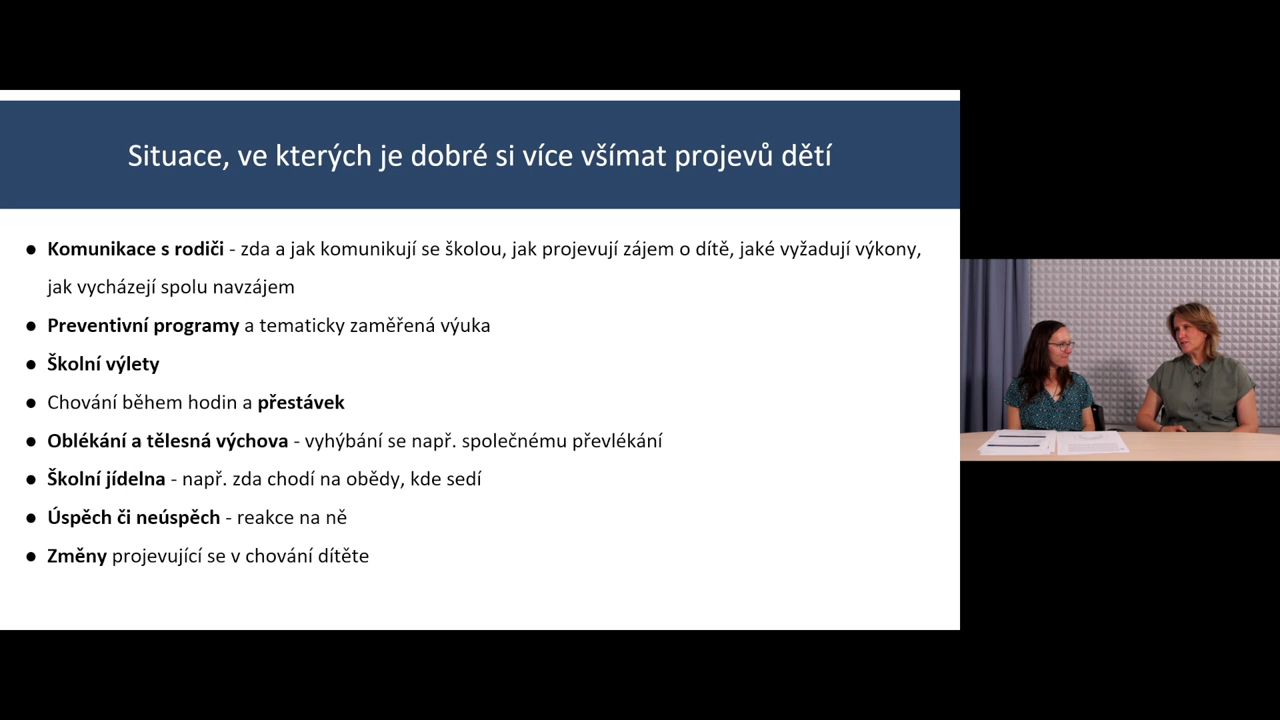 Situace, ve kterých je dobré si více všímat projevů dětí
● Komunikace s rodiči - zda a jak komunikují se školou, jak projevují zájem o dítě, jaké vyžadují výkony,
jak vycházejí spolu navzájem
● Preventivní programy a tematicky zaměřená výuka
● Školní výlety
● Chování během hodin a přestávek
● Oblékání a tělesná výchova - vyhýbání se např. společnému převlékání
● Školní jídelna - např. zda chodí na obědy, kde sedí
● Úspěch či neúspěch - reakce na ně
● Změny projevující se v chování dítěte